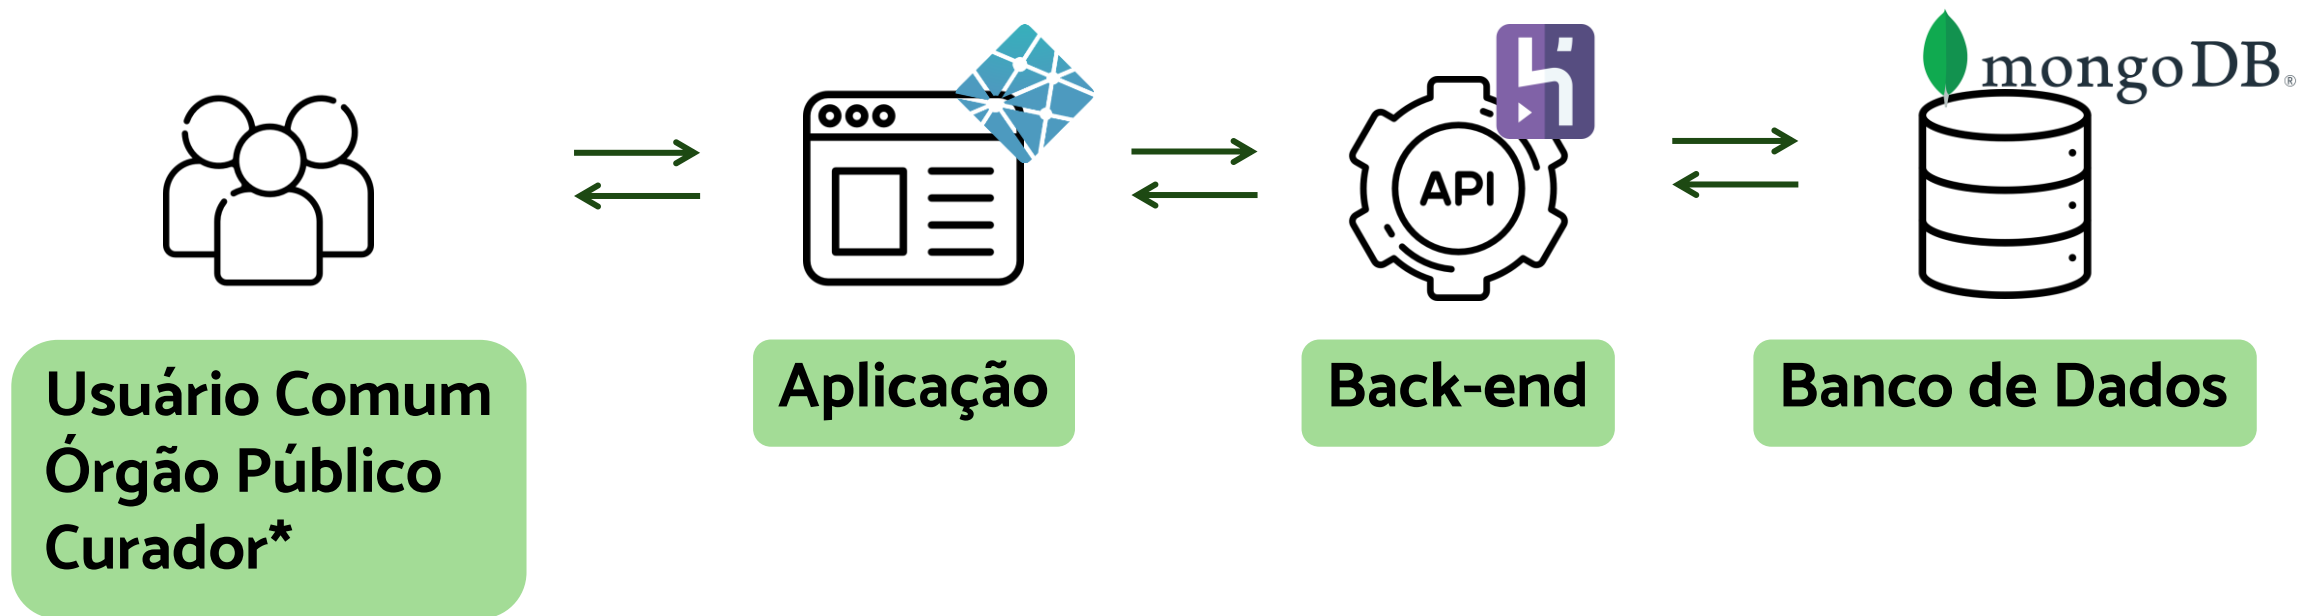 mongoDB®
API
Usuário Comum
Órgão Público
Curador*
Aplicação
Back-end
Banco de Dados